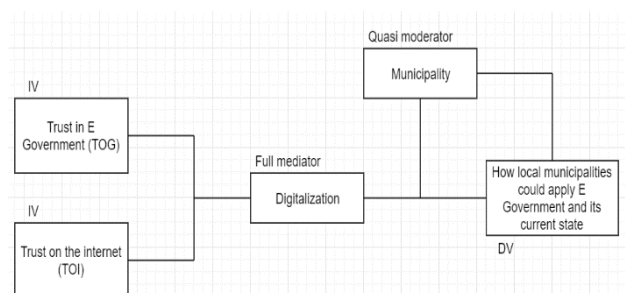 Quasi moderator
Municipality
IV
Trust in E
Government (TOG)
Full mediator
Digitalization
How local municipalities
could apply E
Government and its
current state
DV
IV
Trust on the internet
(TOI)